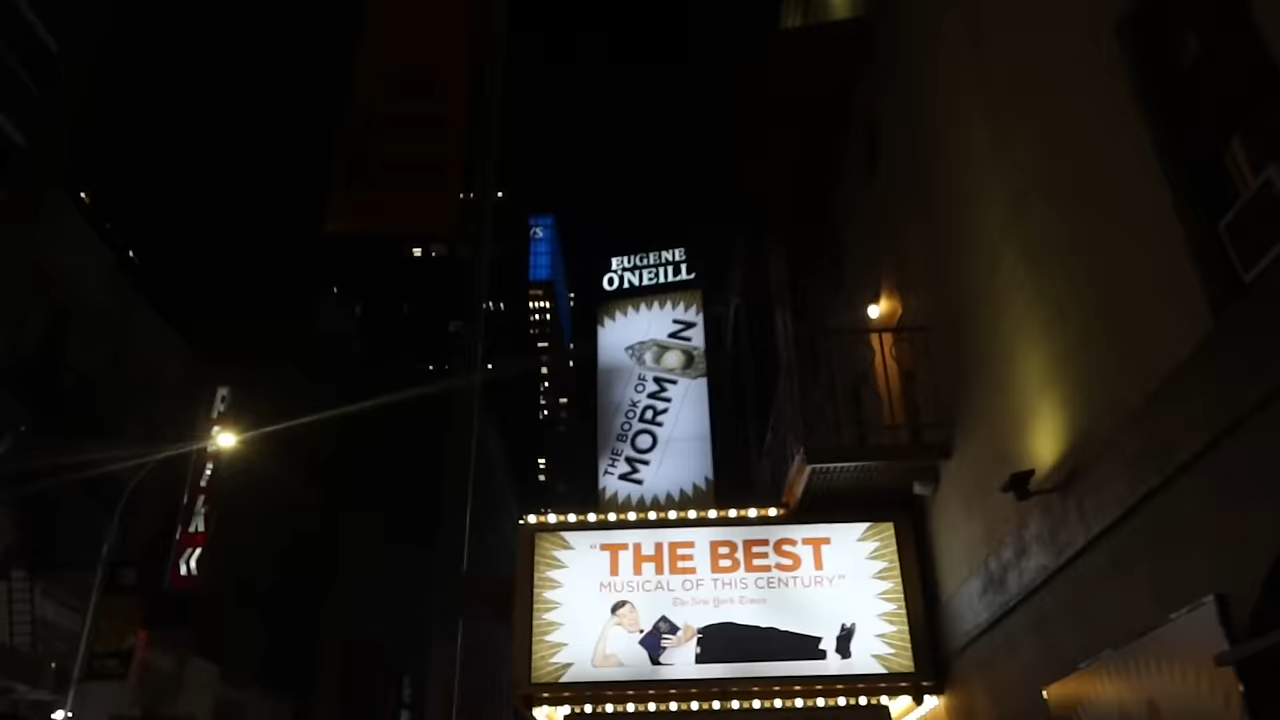 EUGENE
O'NEILL
THE BOOK OF
MORMON
"THE BEST
MUSICAL OF THIS CENTURY."
The New York Times